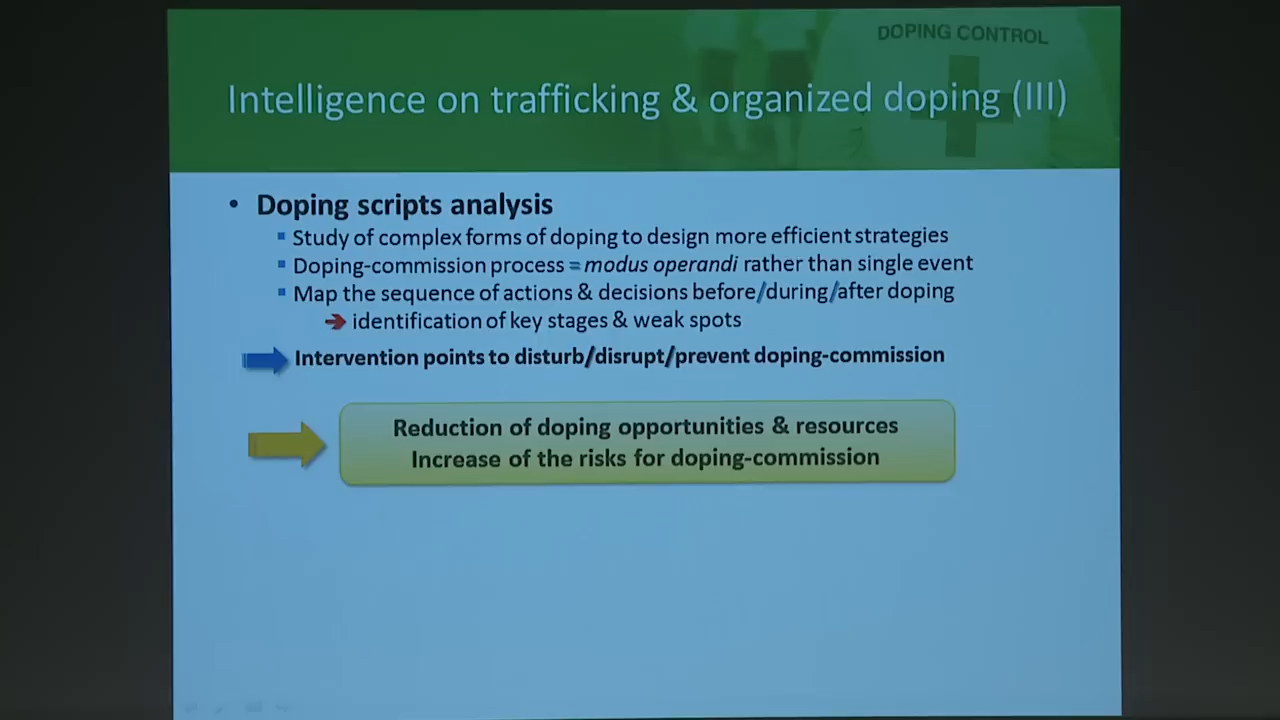 DOPING CONTROL
Intelligence on trafficking & organized doping (III)
• Doping scripts analysis
▪ Study of complex forms of doping to design more efficient strategies
▪ Doping-commission process = modus operandi rather than single event
▪ Map the sequence of actions & decisions before/during/after doping
➔ identification of key stages & weak spots
Intervention points to disturb/disrupt/prevent doping-commission
Reduction of doping opportunities & resources
Increase of the risks for doping-commission